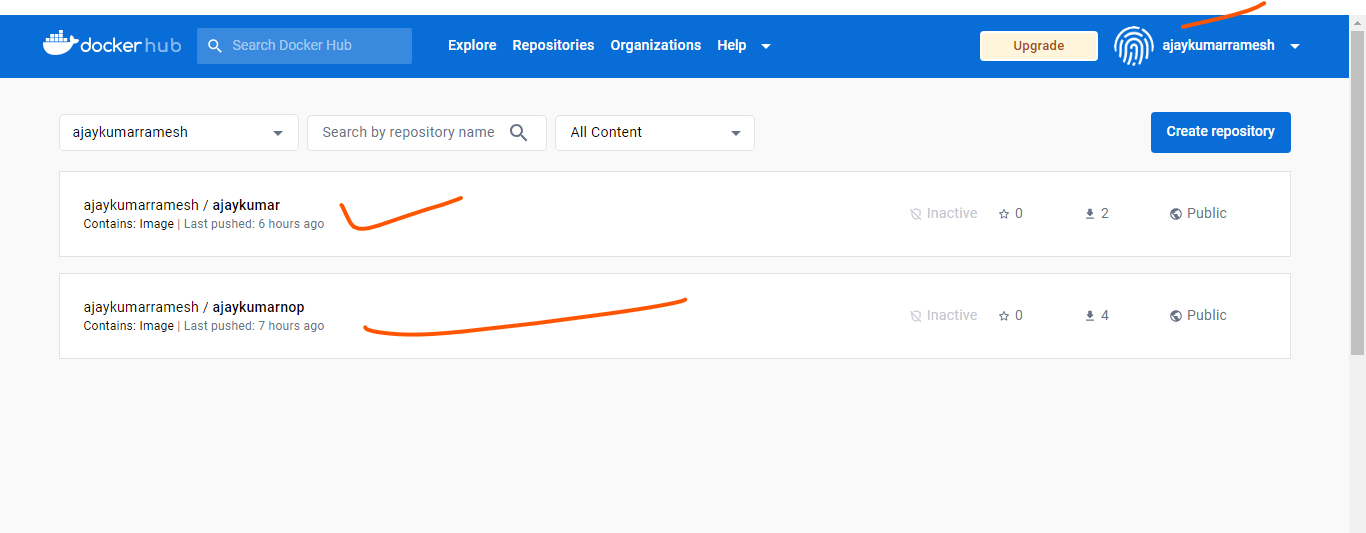 docker hub
Search Docker Hub
Explore
Repositories
Organizations
Help
Upgrade
ajaykumarramesh
ajaykumarramesh
Search by repository name
All Content
Create repository
ajaykumarramesh / ajaykumar
Contains: Image | Last pushed: 6 hours ago
Inactive
0
2
Public
ajaykumarramesh / ajaykumarnop
Contains: Image | Last pushed: 7 hours ago
Inactive
0
4
Public